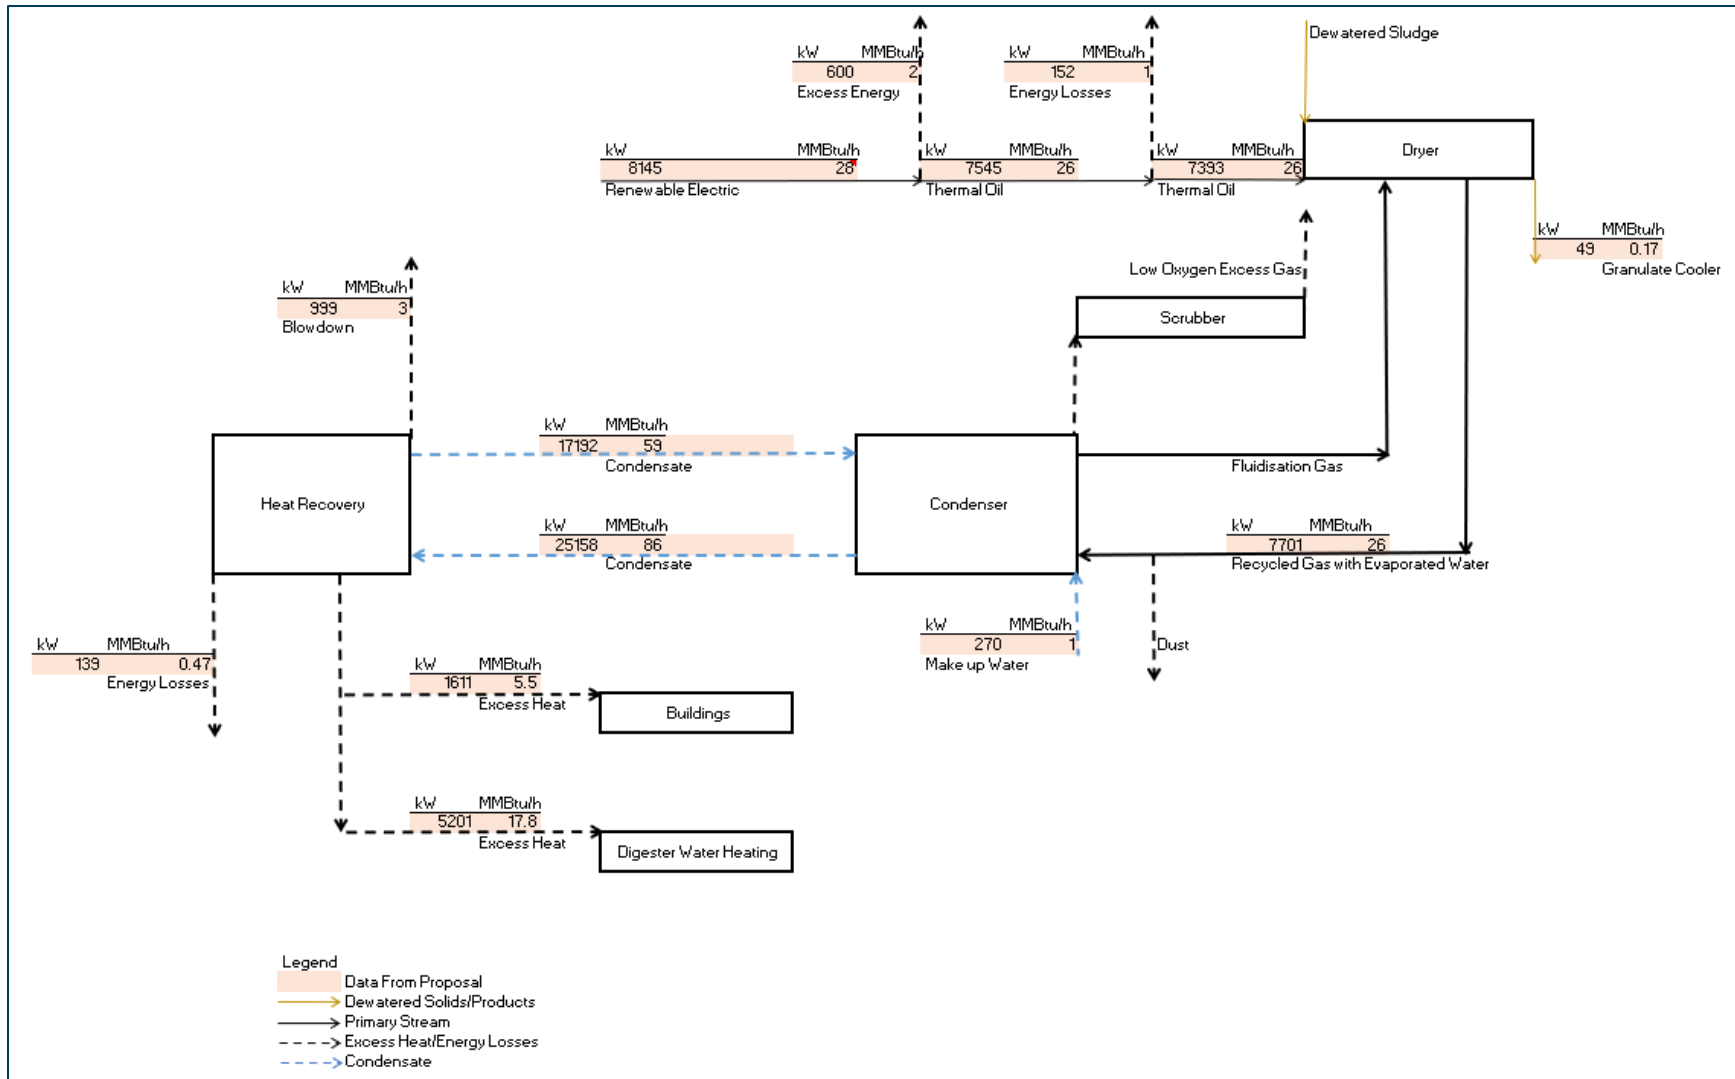 Dewatered Sludge
kW MMBtu/h
600 2
Excess Energy
kW MMBtu/h
152 1
Energy Losses
kW MMBtu/h
8145 28
Renewable Electric
kW MMBtu/h
7545 26
Thermal Oil
kW MMBtu/h
7393 26
Thermal Oil
Dryer
kW MMBtu/h
49 0.17
Granulate Cooler
Low Oxygen Excess Gas
Scrubber
kW MMBtu/h
999 3
Blowdown
kW MMBtu/h
17192 59
Condensate
Fluidisation Gas
Heat Recovery
Condenser
kW MMBtu/h
25158 86
Condensate
kW MMBtu/h
7701 26
Recycled Gas with Evaporated Water
kW MMBtu/h
270 1
Make up Water
Dust
kW MMBtu/h
139 0.47
Energy Losses
kW MMBtu/h
1611 5.5
Excess Heat
Buildings
kW MMBtu/h
5201 17.8
Excess Heat
Digester Water Heating
Legend
Data From Proposal
Dewatered Solids/Products
Primary Stream
Excess Heat/Energy Losses
Condensate